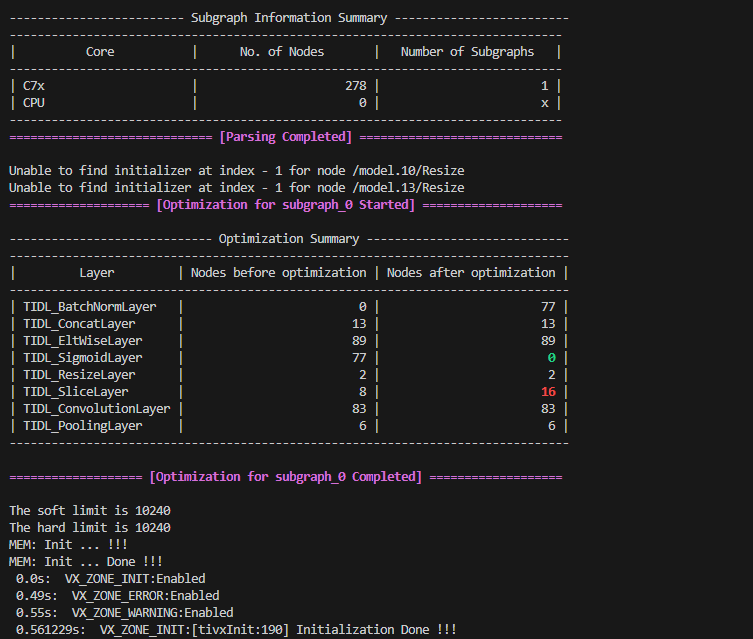 ------------------------- Subgraph Information Summary -------------------------
-------------------------------------------------------------------------------
|          Core           |      No. of Nodes       |   Number of Subgraphs   |
-------------------------------------------------------------------------------
| C7x                     |                     278 |                       1 |
| CPU                     |                       0 |                       x |
-------------------------------------------------------------------------------
============================= [Parsing Completed] =============================
Unable to find initializer at index - 1 for node /model.10/Resize
Unable to find initializer at index - 1 for node /model.13/Resize
==================== [Optimization for subgraph_0 Started] ====================
----------------------------- Optimization Summary -----------------------------
--------------------------------------------------------------------------------
|         Layer         | Nodes before optimization | Nodes after optimization |
--------------------------------------------------------------------------------
| TIDL_BatchNormLayer   |                         0 |                       77 |
| TIDL_ConcatLayer      |                        13 |                       13 |
| TIDL_EltWiseLayer     |                        89 |                       89 |
| TIDL_SigmoidLayer     |                        77 |                        0 |
| TIDL_ResizeLayer      |                         2 |                        2 |
| TIDL_SliceLayer       |                         8 |                       16 |
| TIDL_ConvolutionLayer |                        83 |                       83 |
| TIDL_PoolingLayer     |                         6 |                        6 |
--------------------------------------------------------------------------------
=================== [Optimization for subgraph_0 Completed] ===================
The soft limit is 10240
The hard limit is 10240
MEM: Init ... !!!
MEM: Init ... Done !!!
 0.0s:  VX_ZONE_INIT:Enabled
 0.49s:  VX_ZONE_ERROR:Enabled
 0.55s:  VX_ZONE_WARNING:Enabled
 0.561229s:  VX_ZONE_INIT:[tivxInit:190] Initialization Done !!!